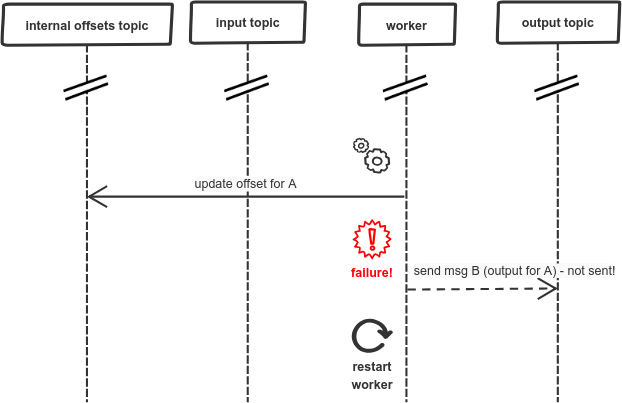 internal offsets topic
input topic
worker
output topic
update offset for A
failure!
send msg B (output for A) - not sent!
restart
worker